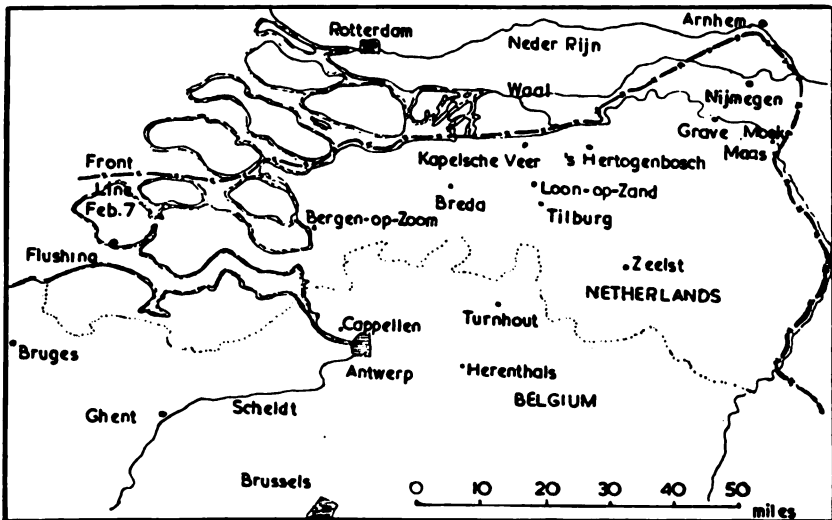 Arnhem
Rotterdam
Neder Rijn
Waal
Nijmegen
Grave Mook
Maas
Kapelsche Veer
's Hertogenbosch
Front
Line
Feb. 7
Loon-op-Zand
Breda
Tilburg
Bergen-op-Zoom
Flushing
Zeelst
NETHERLANDS
Cappellen
Turnhout
Bruges
Antwerp
Herenthals
BELGIUM
Ghent
Scheldt
Brussels
0 10 20 30 40 50
miles